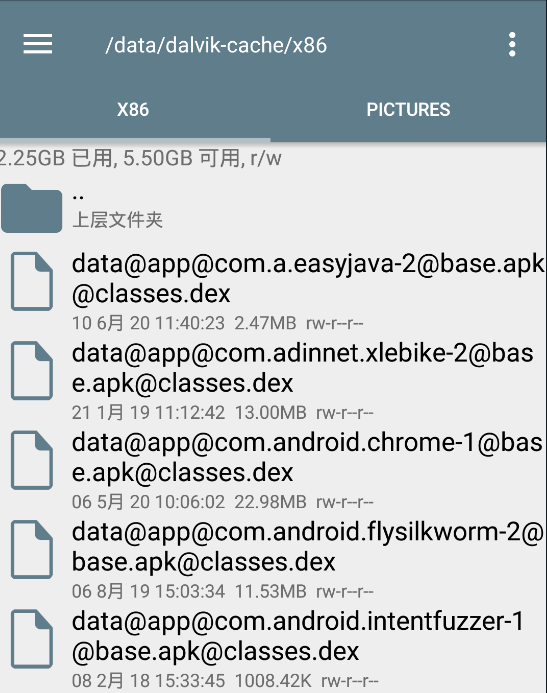 /data/dalvik-cache/x86
X86 PICTURES
2.25GB 已用, 5.50GB 可用, r/w
..
上层文件夹
data@app@com.a.easyjava-2@base.apk
@classes.dex
10 6月 20 11:40:23 2.47MB rw-r--r--
data@app@com.adinnet.xlebike-2@bas
e.apk@classes.dex
21 1月 19 11:12:42 13.00MB rw-r--r--
data@app@com.android.chrome-1@bas
e.apk@classes.dex
06 5月 20 10:06:02 22.98MB rw-r--r--
data@app@com.android.flysilkworm-2@
base.apk@classes.dex
06 8月 19 15:03:34 11.53MB rw-r--r--
data@app@com.android.intentfuzzer-1
@base.apk@classes.dex
08 2月 18 15:33:45 1008.42K rw-r--r--